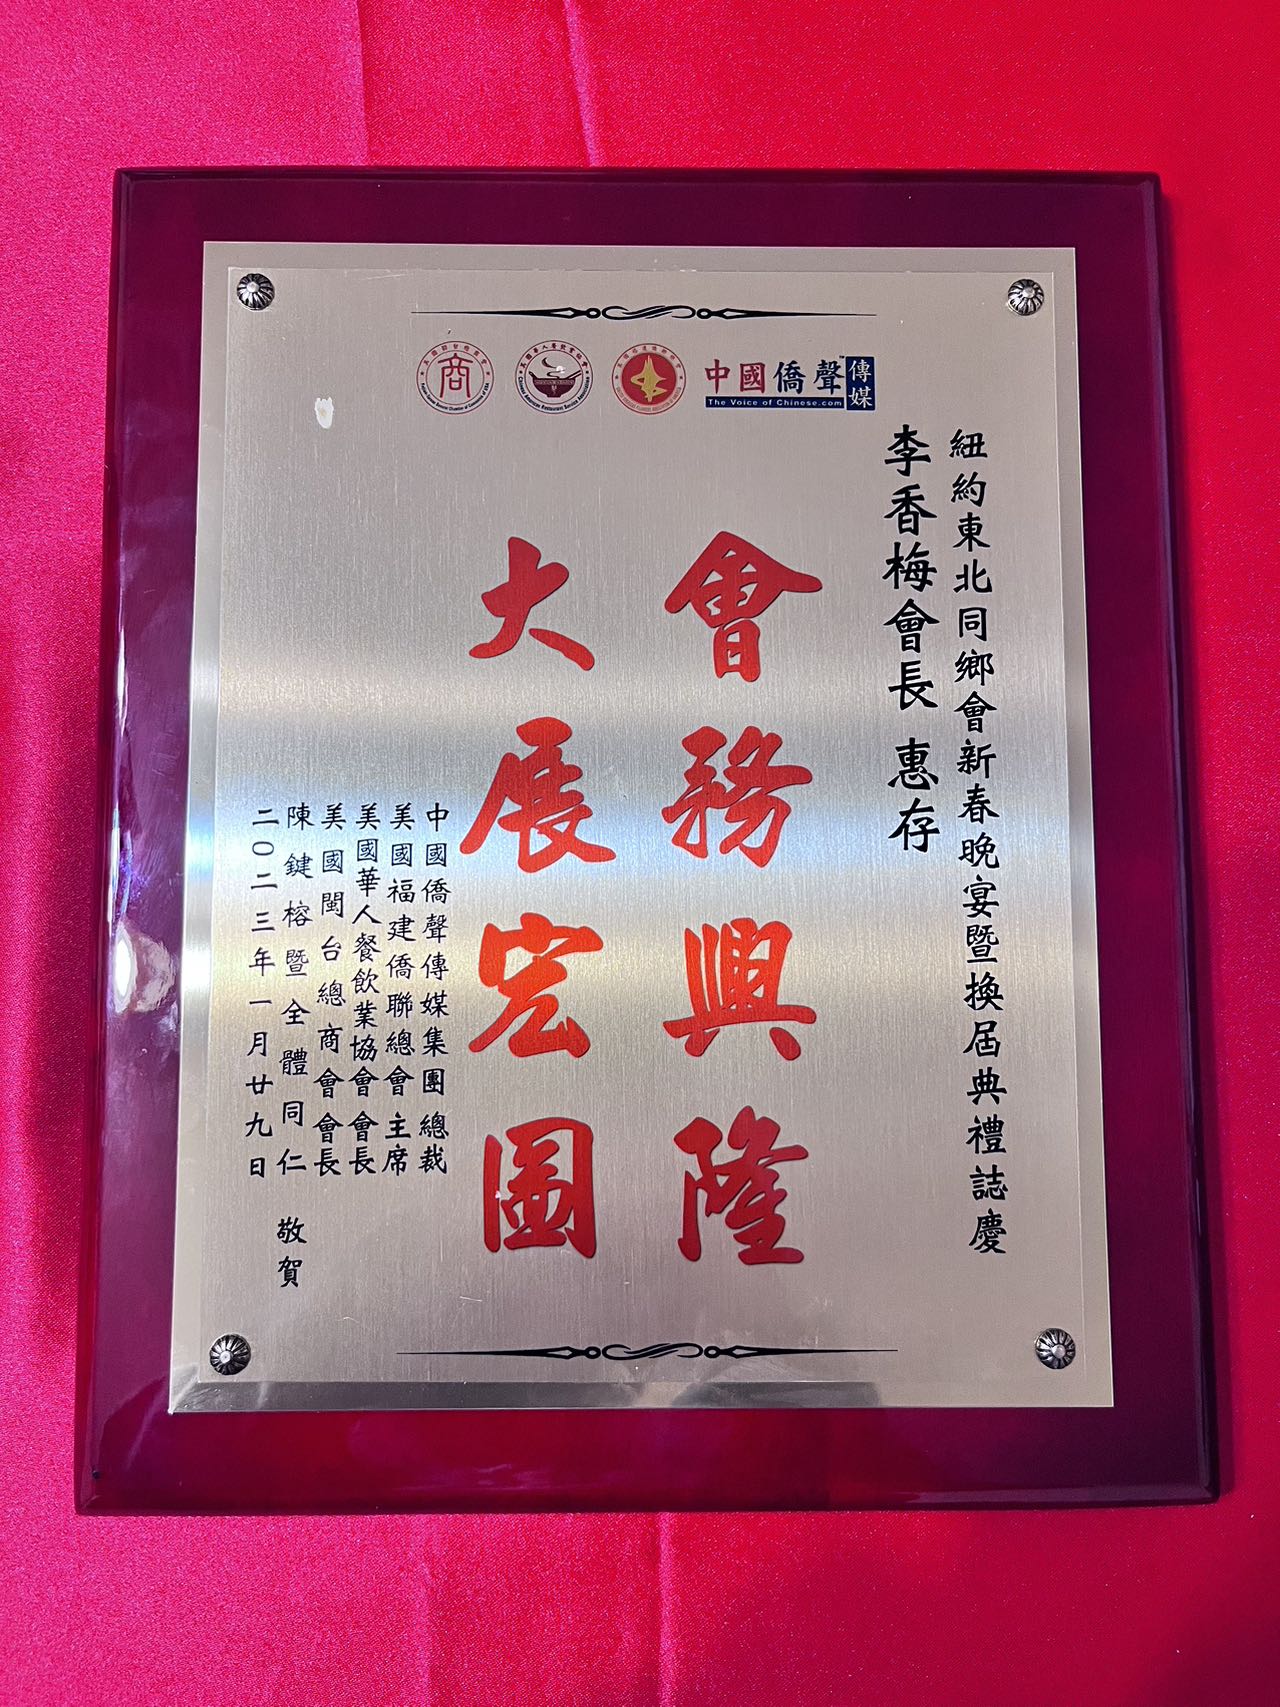 中國僑聲傳媒
The Voice of Chinese.com
紐約東北同鄉會新春晚宴暨換屆典禮誌慶
李香梅會長 惠存
會務興隆
大展宏圖
中國僑聲傳媒集團 總裁
美國福建僑聯總會 主席
美國華人餐飲業協會 會長
美國閩台總商會 會長
陳鍵榕暨全體同仁 敬賀
二〇二三年一月廿九日